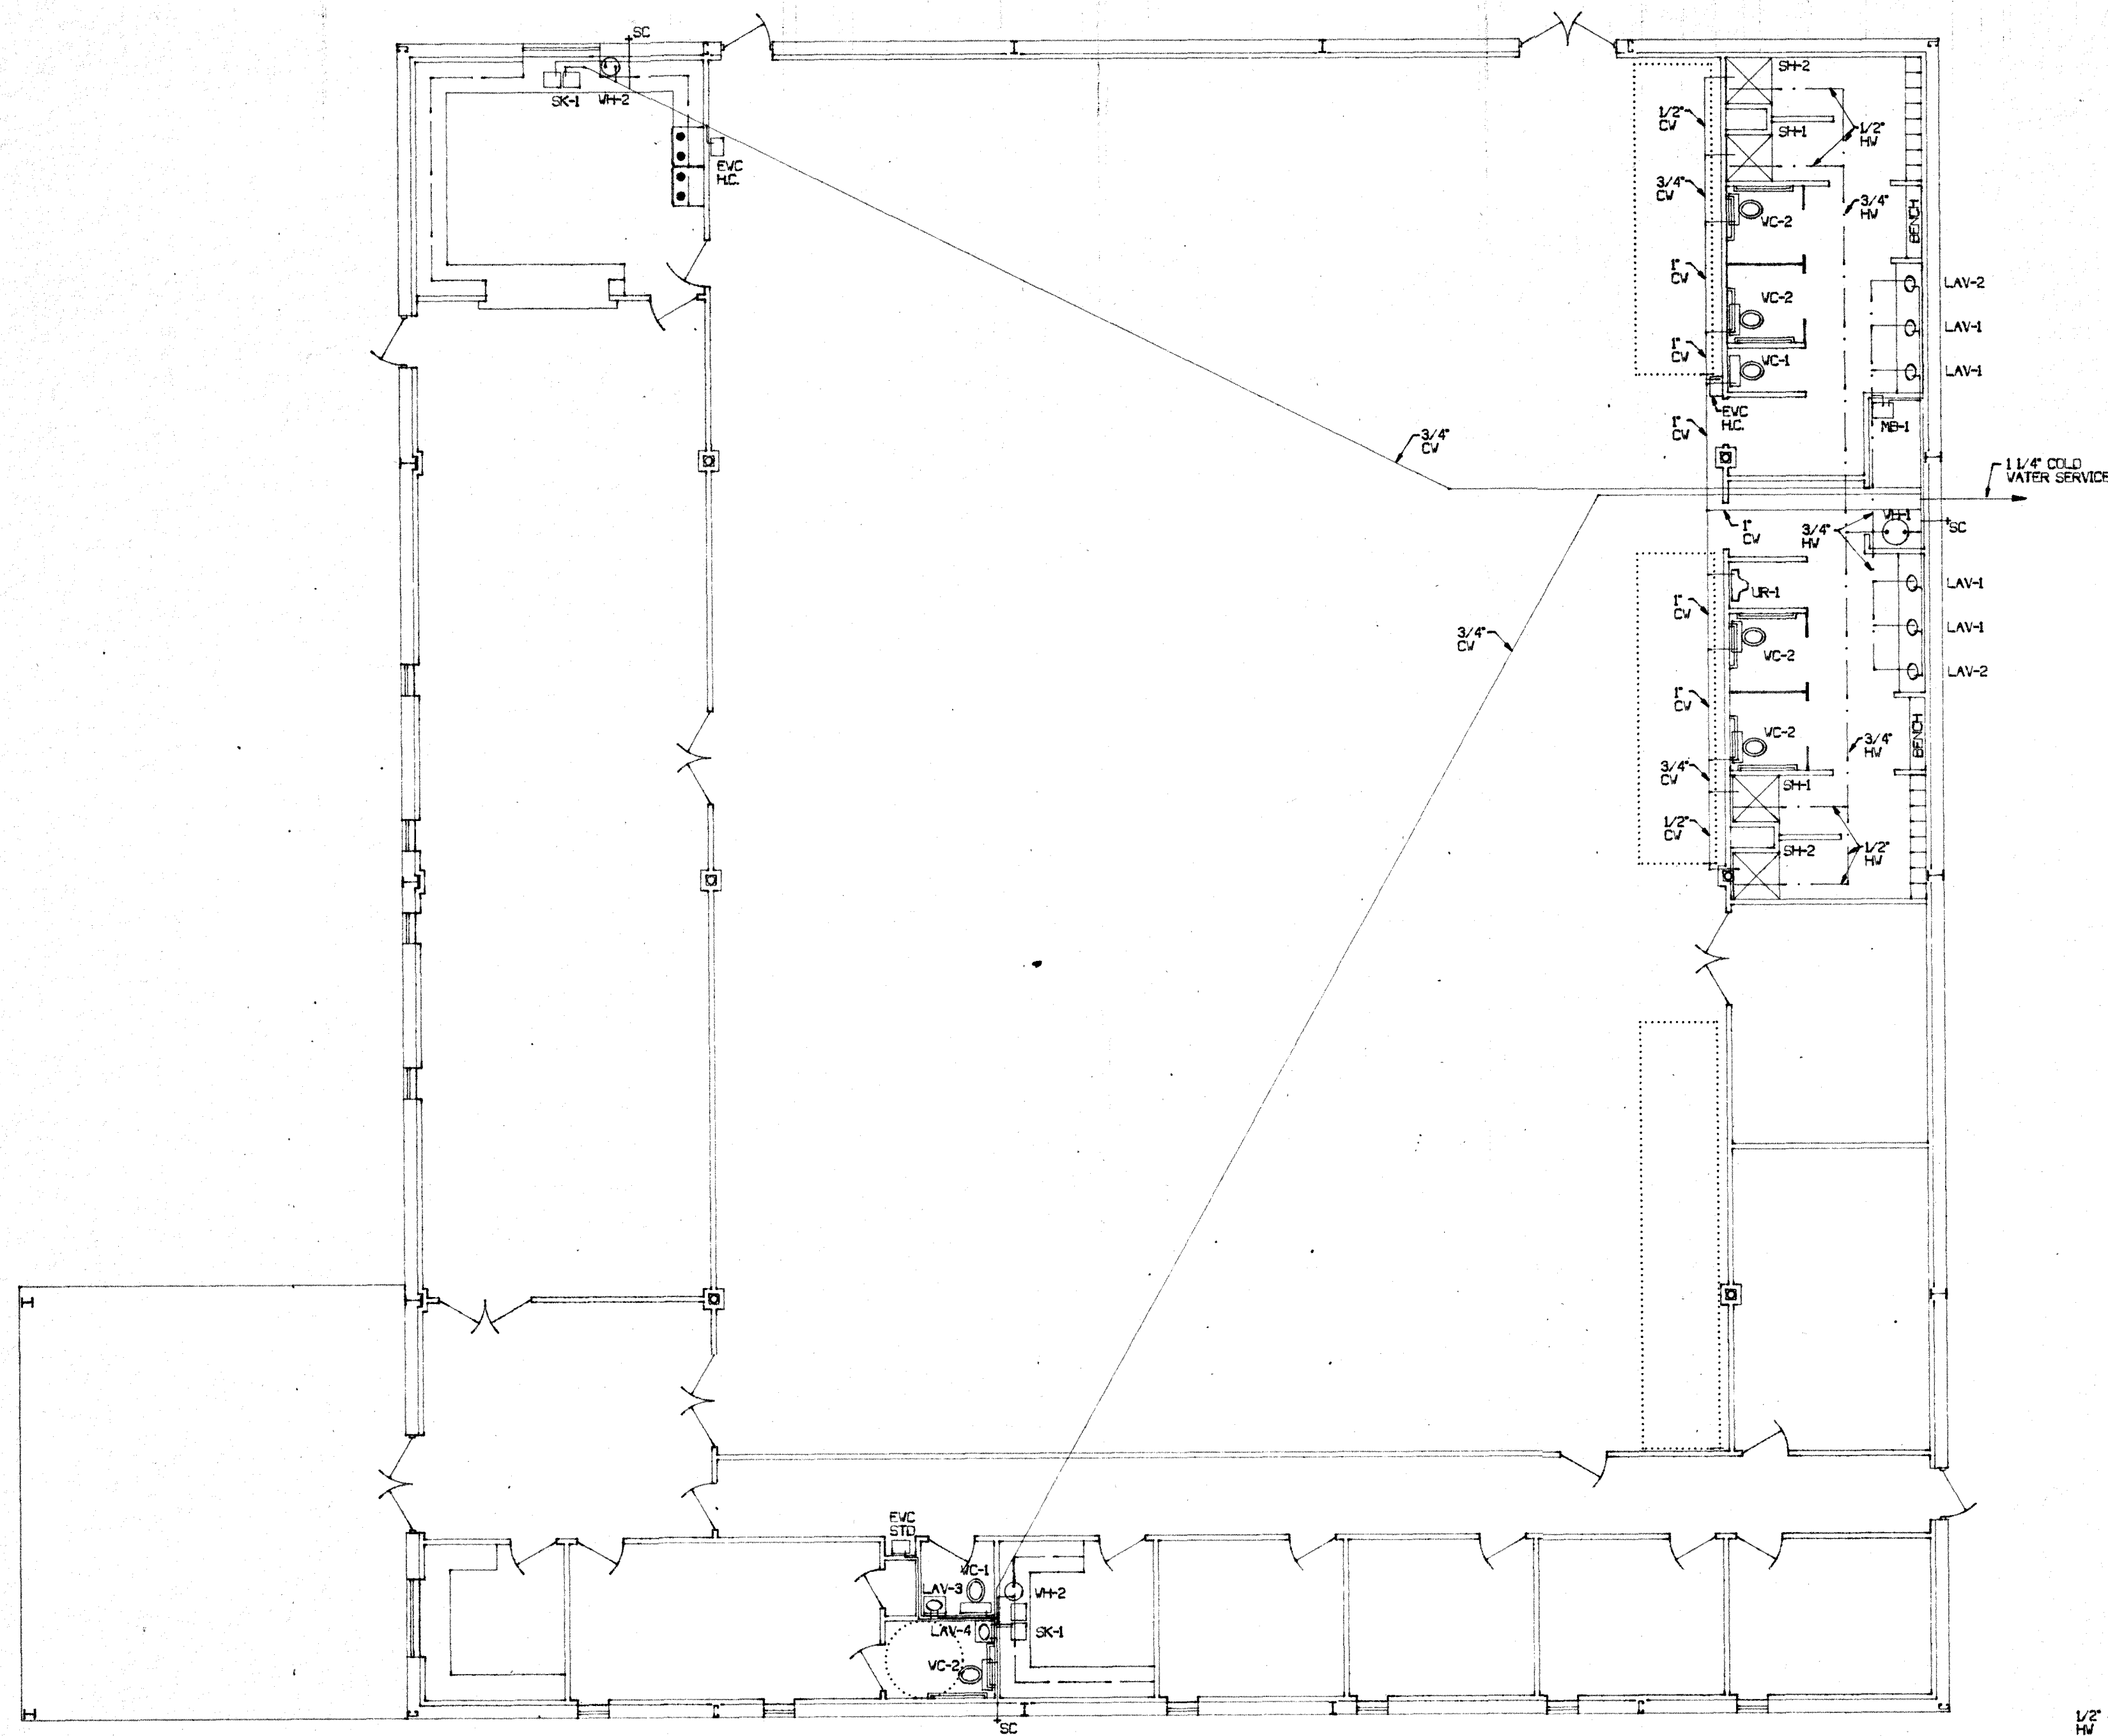 SC
SK-1
WH-2
EWC
H.C.
SH-2
1/2"
CW
SH-1
1/2"
HW
3/4"
CW
WC-2
3/4"
HW
BENCH
1"
CW
WC-2
LAV-2
LAV-1
1"
CW
WC-1
LAV-1
EWC
H.C.
1"
CW
MB-1
3/4"
CW
1 1/4" COLD
WATER SERVICE
1"
CW
3/4"
HW
WH-1
SC
LAV-1
UR-1
1"
CW
3/4"
CW
LAV-1
WC-2
LAV-2
1"
CW
WC-2
3/4"
HW
BENCH
3/4"
CW
SH-1
1/2"
CW
SH-2
1/2"
HW
EWC
STD
WC-1
LAV-3
WH-2
LAV-4
SK-1
WC-2
SC
1/2"
HW